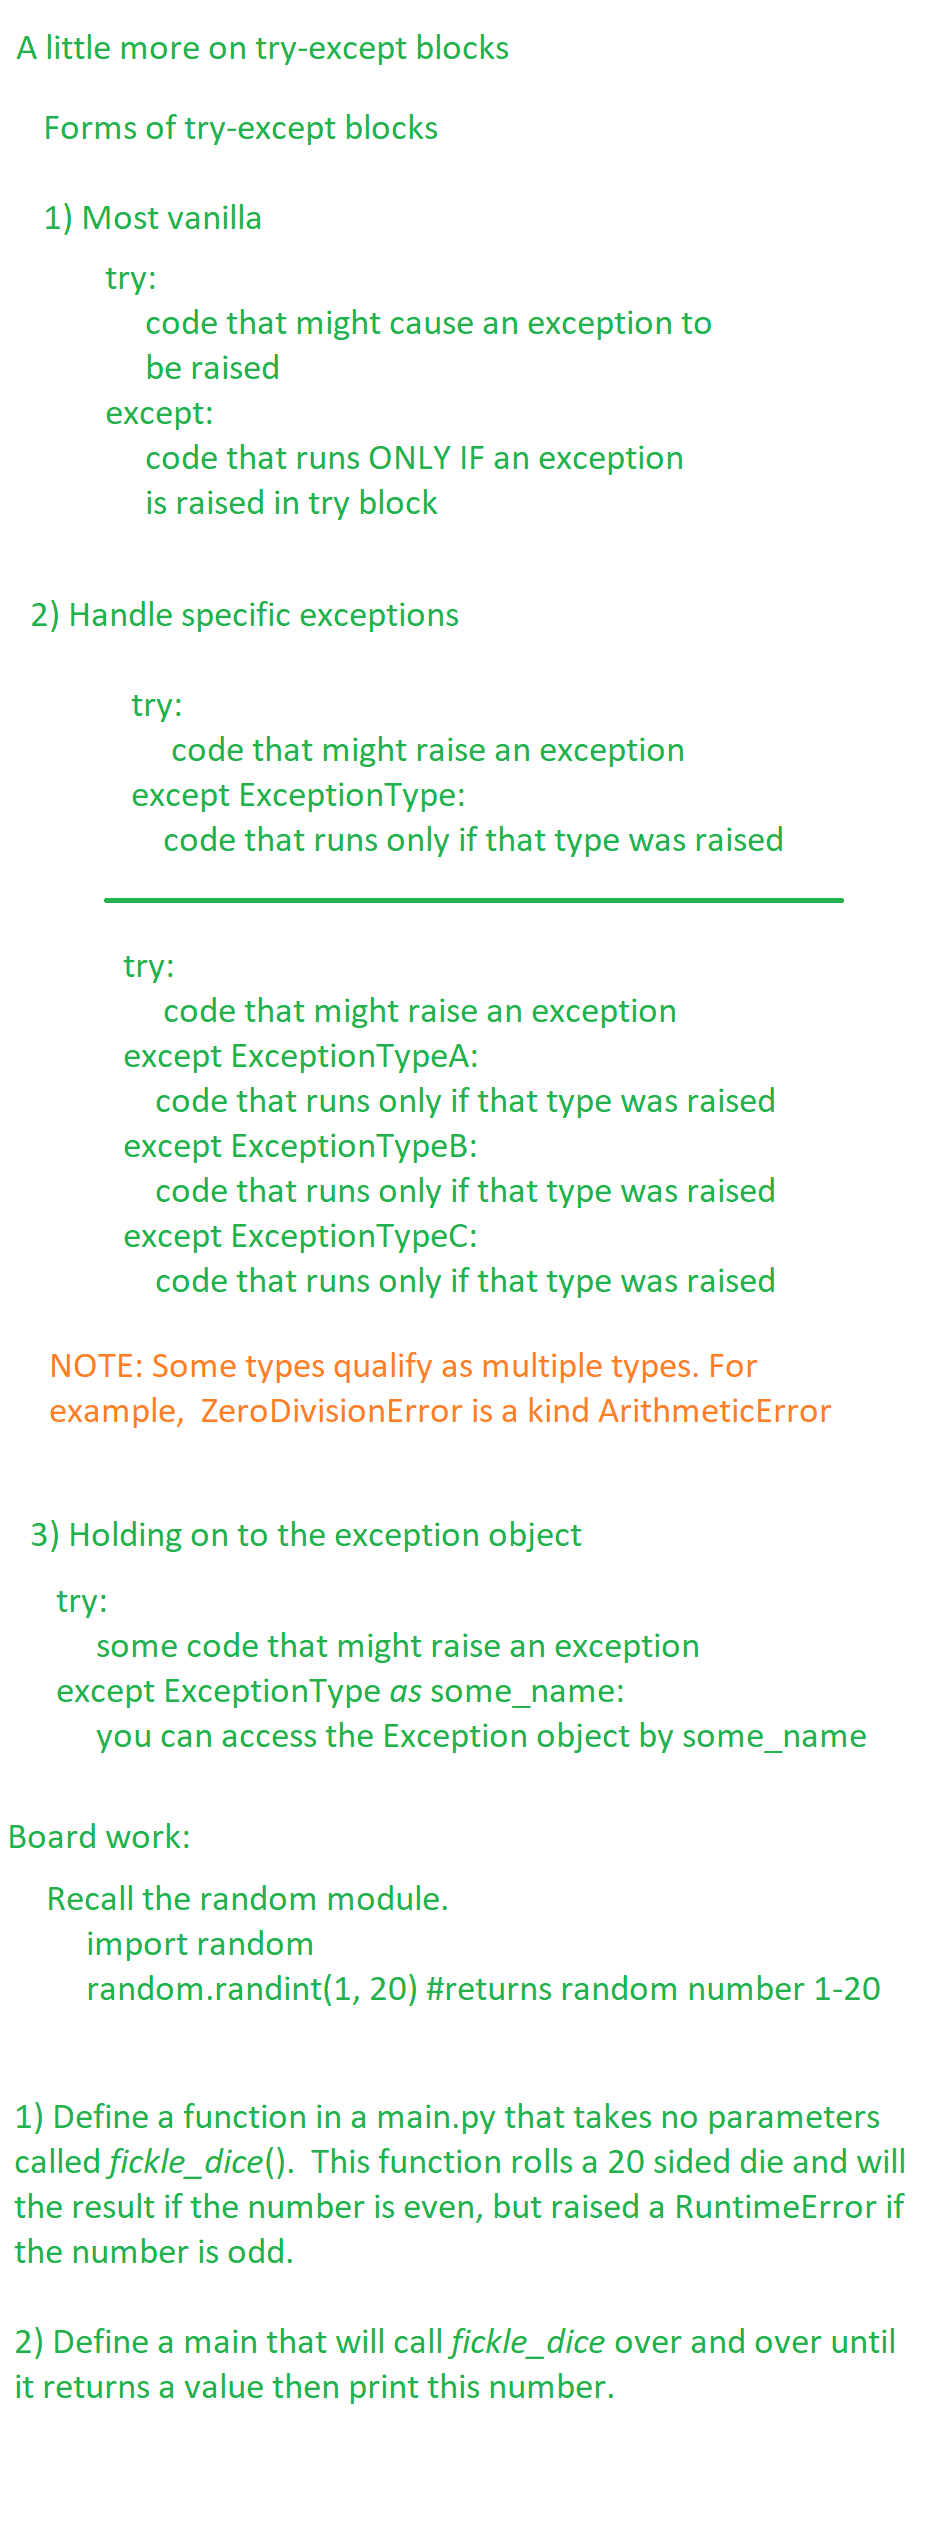 A little more on try-except blocks
Forms of try-except blocks
1) Most vanilla
try:
code that might cause an exception to
be raised
except:
code that runs ONLY IF an exception
is raised in try block
2) Handle specific exceptions
try:
code that might raise an exception
except ExceptionType:
code that runs only if that type was raised
try:
code that might raise an exception
except ExceptionTypeA:
code that runs only if that type was raised
except ExceptionTypeB:
code that runs only if that type was raised
except ExceptionTypeC:
code that runs only if that type was raised
NOTE: Some types qualify as multiple types. For
example,  ZeroDivisionError is a kind ArithmeticError
3) Holding on to the exception object
try:
some code that might raise an exception
except ExceptionType as some_name:
you can access the Exception object by some_name
Board work:
Recall the random module.
import random
random.randint(1, 20) #returns random number 1-20
1) Define a function in a main.py that takes no parameters
called fickle_dice().  This function rolls a 20 sided die and will
the result if the number is even, but raised a RuntimeError if
the number is odd.
2) Define a main that will call fickle_dice over and over until
it returns a value then print this number.